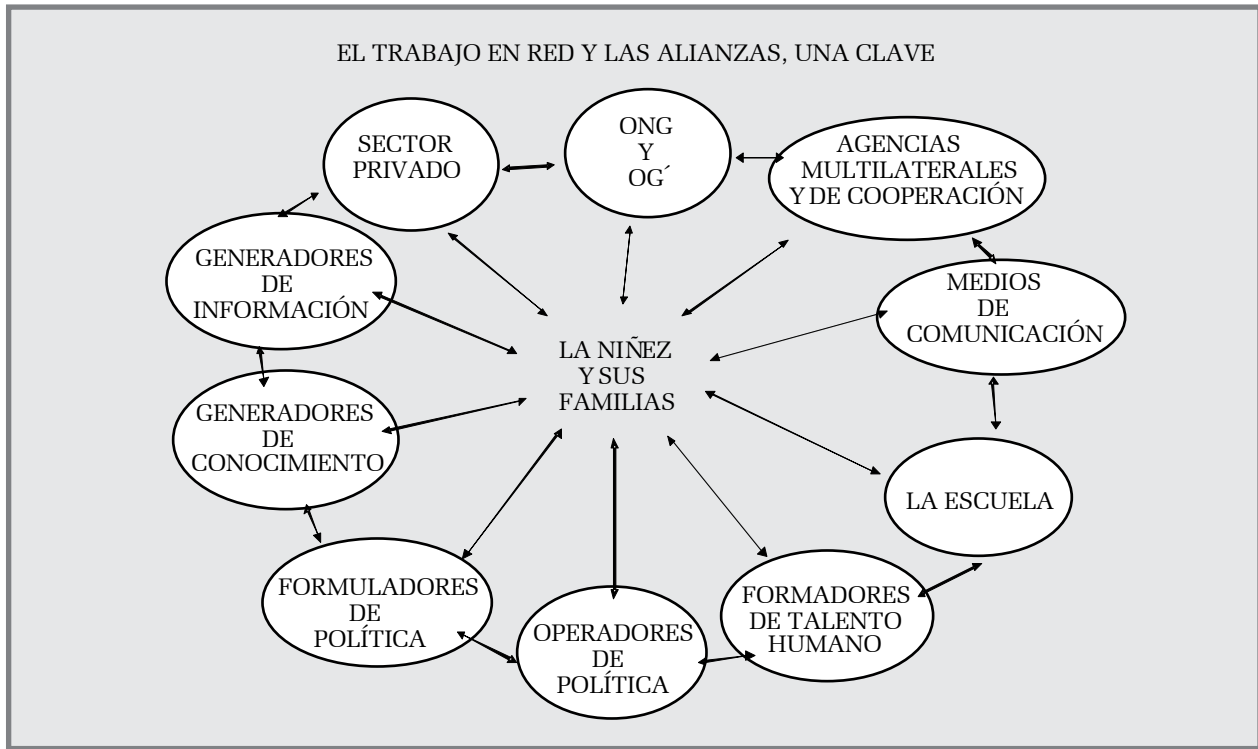 EL TRABAJO EN RED Y LAS ALIANZAS, UNA CLAVE
SECTOR
PRIVADO
ONG
Y
OG´
AGENCIAS
MULTILATERALES
Y DE COOPERACIÓN
GENERADORES
DE
INFORMACIÓN
MEDIOS
DE
COMUNICACIÓN
LA NIÑEZ
Y SUS
FAMILIAS
GENERADORES
DE
CONOCIMIENTO
LA ESCUELA
FORMULADORES
DE
POLÍTICA
OPERADORES
DE
POLÍTICA
FORMADORES
DE TALENTO
HUMANO